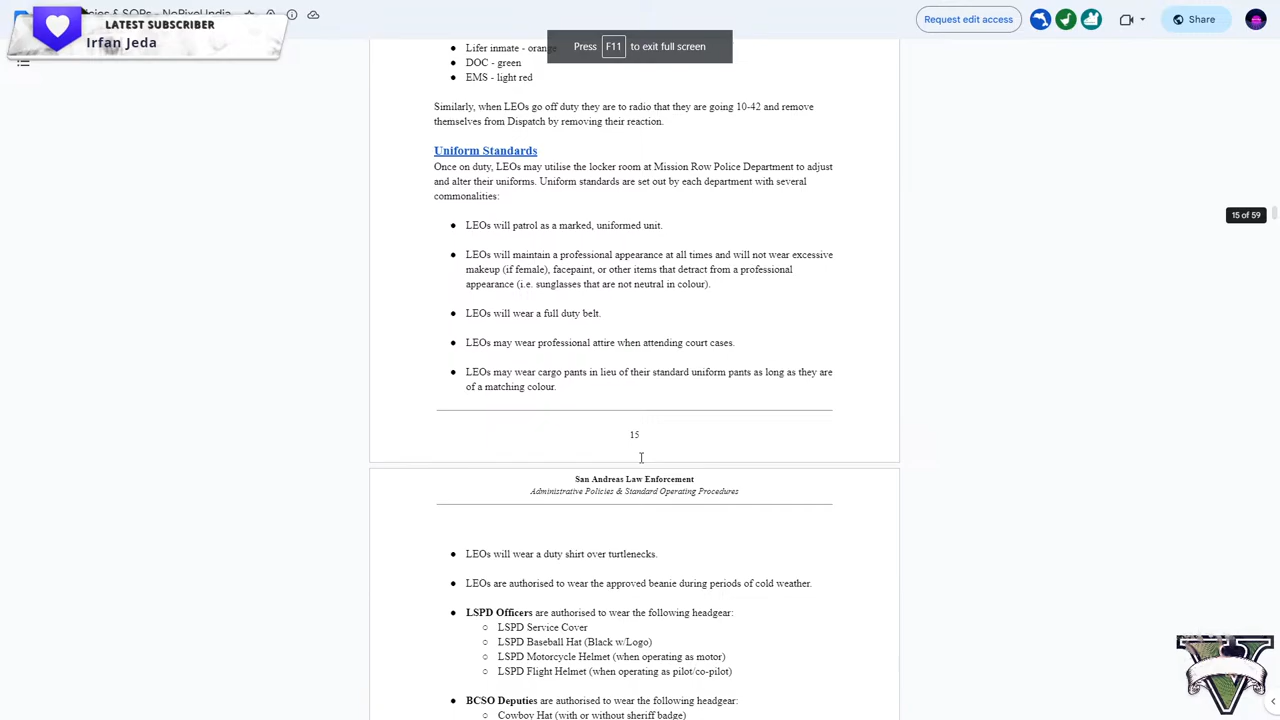 cies & SOPs - NoPixel India
LATEST SUBSCRIBER
Irfan Jeda
Request edit access
Share
Press F11 to exit full screen
● Lifer inmate - orange
● DOC - green
● EMS - light red
Similarly, when LEOs go off duty they are to radio that they are going 10-42 and remove
themselves from Dispatch by removing their reaction.
Uniform Standards
Once on duty, LEOs may utilise the locker room at Mission Row Police Department to adjust
and alter their uniforms. Uniform standards are set out by each department with several
commonalities:
● LEOs will patrol as a marked, uniformed unit.
● LEOs will maintain a professional appearance at all times and will not wear excessive
makeup (if female), facepaint, or other items that detract from a professional
appearance (i.e. sunglasses that are not neutral in colour).
● LEOs will wear a full duty belt.
● LEOs may wear professional attire when attending court cases.
● LEOs may wear cargo pants in lieu of their standard uniform pants as long as they are
of a matching colour.
15 of 59
15
San Andreas Law Enforcement
Administrative Policies & Standard Operating Procedures
● LEOs will wear a duty shirt over turtlenecks.
● LEOs are authorised to wear the approved beanie during periods of cold weather.
● LSPD Officers are authorised to wear the following headgear:
○ LSPD Service Cover
○ LSPD Baseball Hat (Black w/Logo)
○ LSPD Motorcycle Helmet (when operating as motor)
○ LSPD Flight Helmet (when operating as pilot/co-pilot)
● BCSO Deputies are authorised to wear the following headgear:
○ Cowboy Hat (with or without sheriff badge)
V